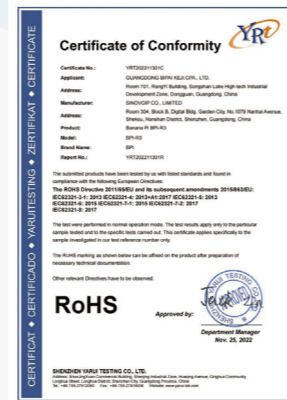 YRT
Certificate of Conformity
Certificate No.: YRT202211301C
Applicant: GUANGDONG BIPAI KEJI CPA., LTD.
Address: Room 701, RongYi Building, Songshan Lake High-tech Industrial
Development Zone, Dongguan, Guangdong, China
Manufacturer: SINOVOIP CO., LIMITED
Address: Room 304, Block B, Digital Bldg, Garden City, No.1079 Nanhai Avenue,
Shekou, Nanshan District, Shenzhen, Guangdong, China
Product: Banana Pi BPI-R3
Model: BPI-R3
Brand Name: BPI
Report No.: YRT202211301R
The submitted products have been tested by us with listed standards and found in
compliance with the following European Directives:
The ROHS Directive 2011/65/EU and its subsequent amendments 2015/863/EU:
IEC62321-3-1: 2013 IEC62321-4: 2013+A1:2017 IEC62321-5: 2013
IEC62321-6: 2015 IEC62321-7-1: 2015 IEC62321-7-2: 2017
IEC62321-8: 2017
The test were performed in normal operation mode. The test results apply only to the particular
sample tested and to the specific tests carried out. This certificate applies specifically to the
sample investigated in our test reference number only.
The ROHS marking as shown below can be affixed on the product after preparation of
necessary technical documentation.
Other relevant Directives have to be observed.
RoHS
Approved by:
Department Manager
Nov. 25, 2022
SHENZHEN YARUI TESTING CO., LTD.
CERTIFICAT ◆ CERTIFICADO ◆ YARUITESTING ◆ ZERTIFIKAT ◆ CERTIFICATE